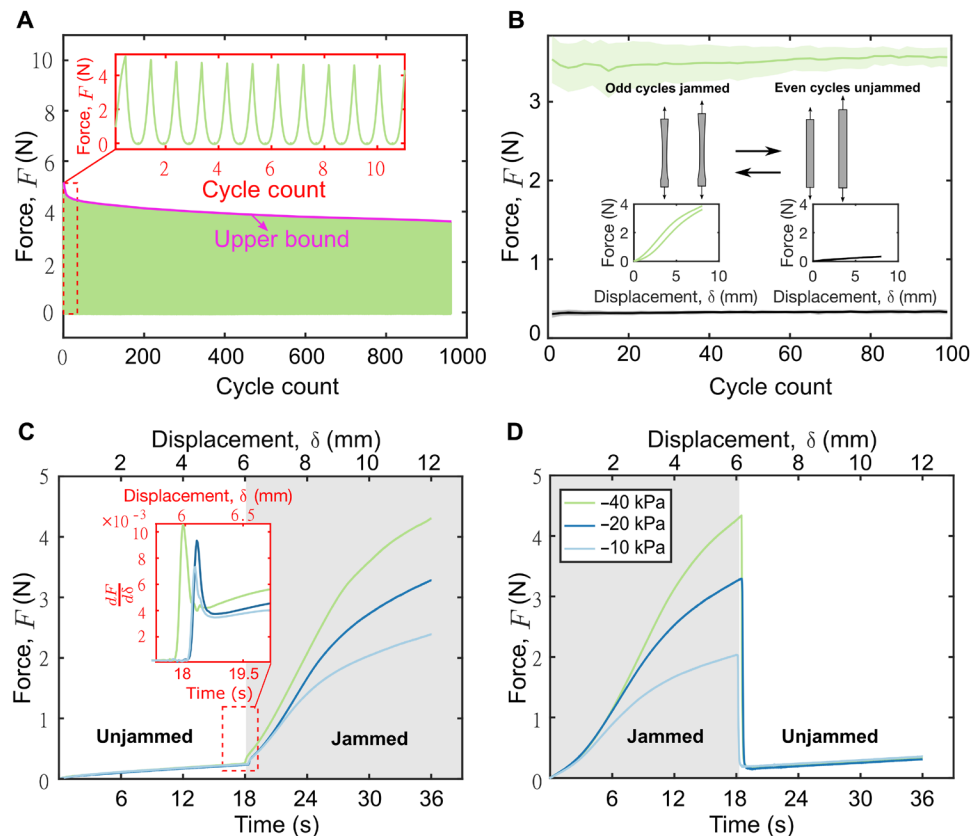 A
Force, F (N)
10
8
6
4
2
0
0
200
400
600
800
1000
Cycle count
Upper bound
Force, F (N)
4
2
0
2
4
6
8
10
Cycle count
B
Force, F (N)
3
2
1
0
1
20
40
60
80
100
Cycle count
Odd cycles jammed
Even cycles unjammed
Force (N)
4
2
0
0
5
10
Displacement, δ (mm)
Force (N)
4
2
0
0
5
10
Displacement, δ (mm)
C
Displacement, δ (mm)
2
4
6
8
10
12
Force, F (N)
5
4
3
2
1
0
6
12
18
24
30
36
Time (s)
Unjammed
Jammed
Displacement, δ (mm)
6
6.5
×10⁻³
10
8
6
4
2
dF/dδ
18
19.5
Time (s)
D
Displacement, δ (mm)
2
4
6
8
10
12
Force, F (N)
5
4
3
2
1
0
6
12
18
24
30
36
Time (s)
–40 kPa
–20 kPa
–10 kPa
Jammed
Unjammed